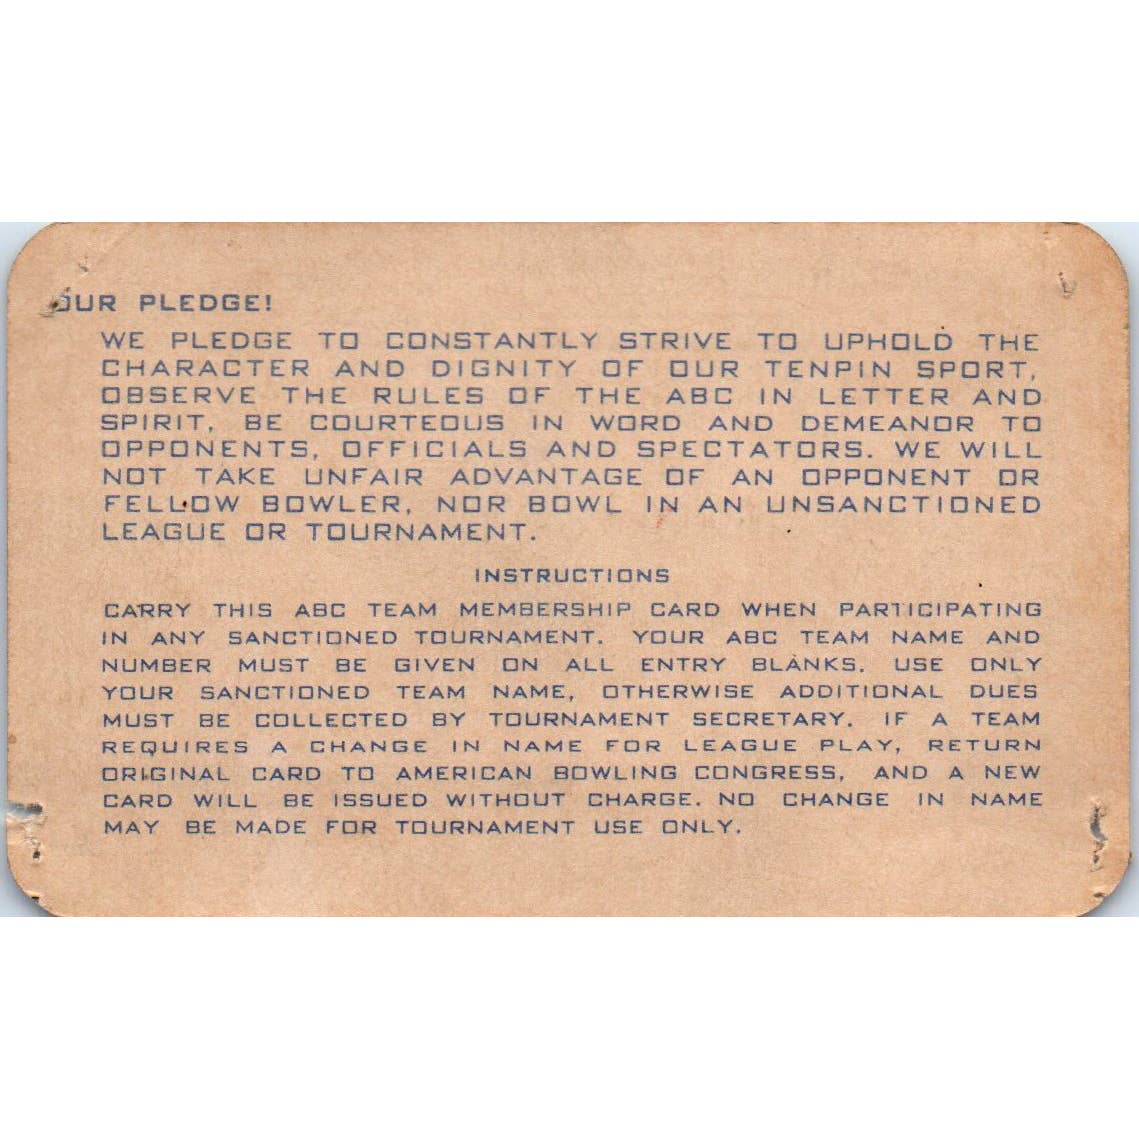 OUR PLEDGE!
WE PLEDGE TO CONSTANTLY STRIVE TO UPHOLD THE
CHARACTER AND DIGNITY OF OUR TENPIN SPORT,
OBSERVE THE RULES OF THE ABC IN LETTER AND
SPIRIT, BE COURTEOUS IN WORD AND DEMEANOR TO
OPPONENTS, OFFICIALS AND SPECTATORS. WE WILL
NOT TAKE UNFAIR ADVANTAGE OF AN OPPONENT OR
FELLOW BOWLER, NOR BOWL IN AN UNSANCTIONED
LEAGUE OR TOURNAMENT.
INSTRUCTIONS
CARRY THIS ABC TEAM MEMBERSHIP CARD WHEN PARTICIPATING
IN ANY SANCTIONED TOURNAMENT. YOUR ABC TEAM NAME AND
NUMBER MUST BE GIVEN ON ALL ENTRY BLANKS. USE ONLY
YOUR SANCTIONED TEAM NAME, OTHERWISE ADDITIONAL DUES
MUST BE COLLECTED BY TOURNAMENT SECRETARY. IF A TEAM
REQUIRES A CHANGE IN NAME FOR LEAGUE PLAY, RETURN
ORIGINAL CARD TO AMERICAN BOWLING CONGRESS, AND A NEW
CARD WILL BE ISSUED WITHOUT CHARGE. NO CHANGE IN NAME
MAY BE MADE FOR TOURNAMENT USE ONLY.